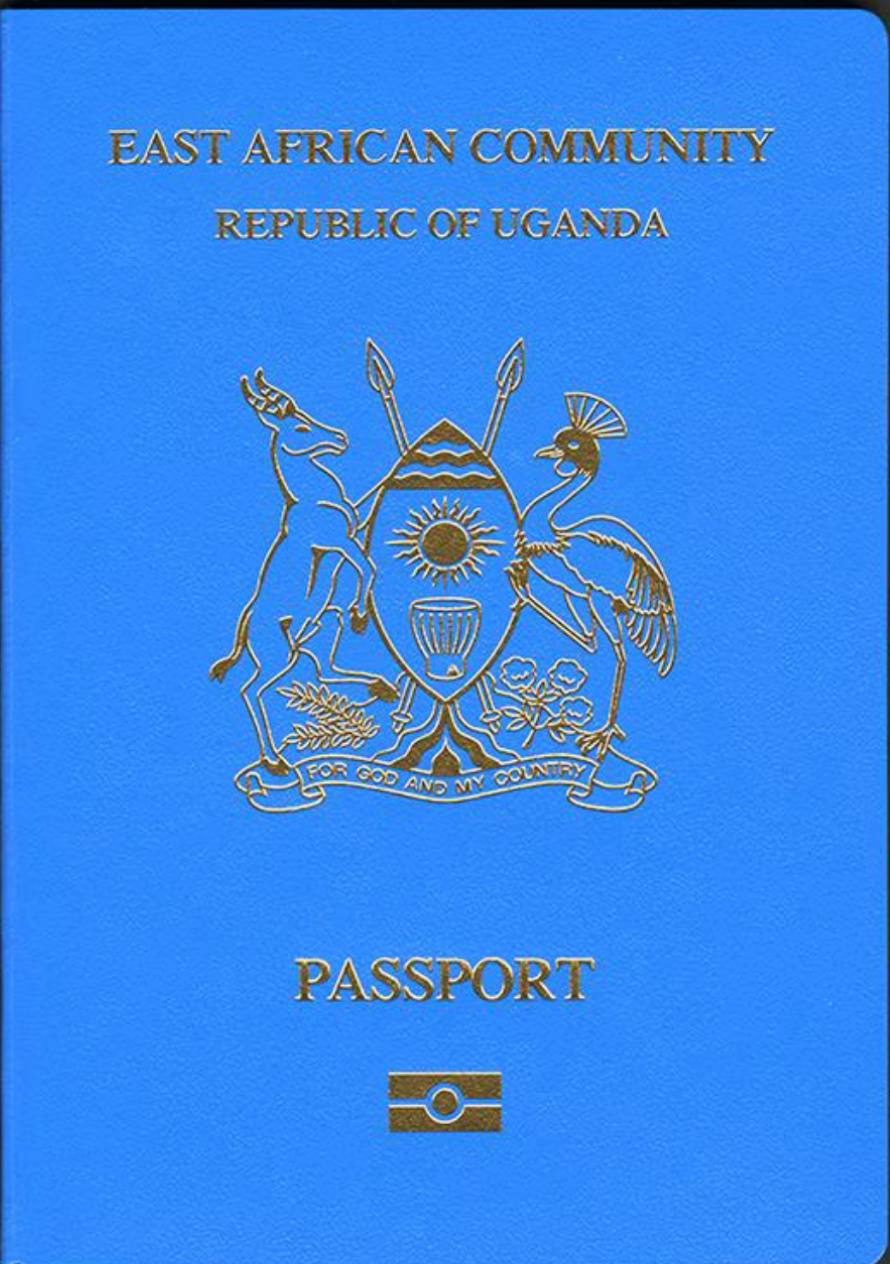 EAST AFRICAN COMMUNITY
REPUBLIC OF UGANDA
FOR GOD AND MY COUNTRY
PASSPORT